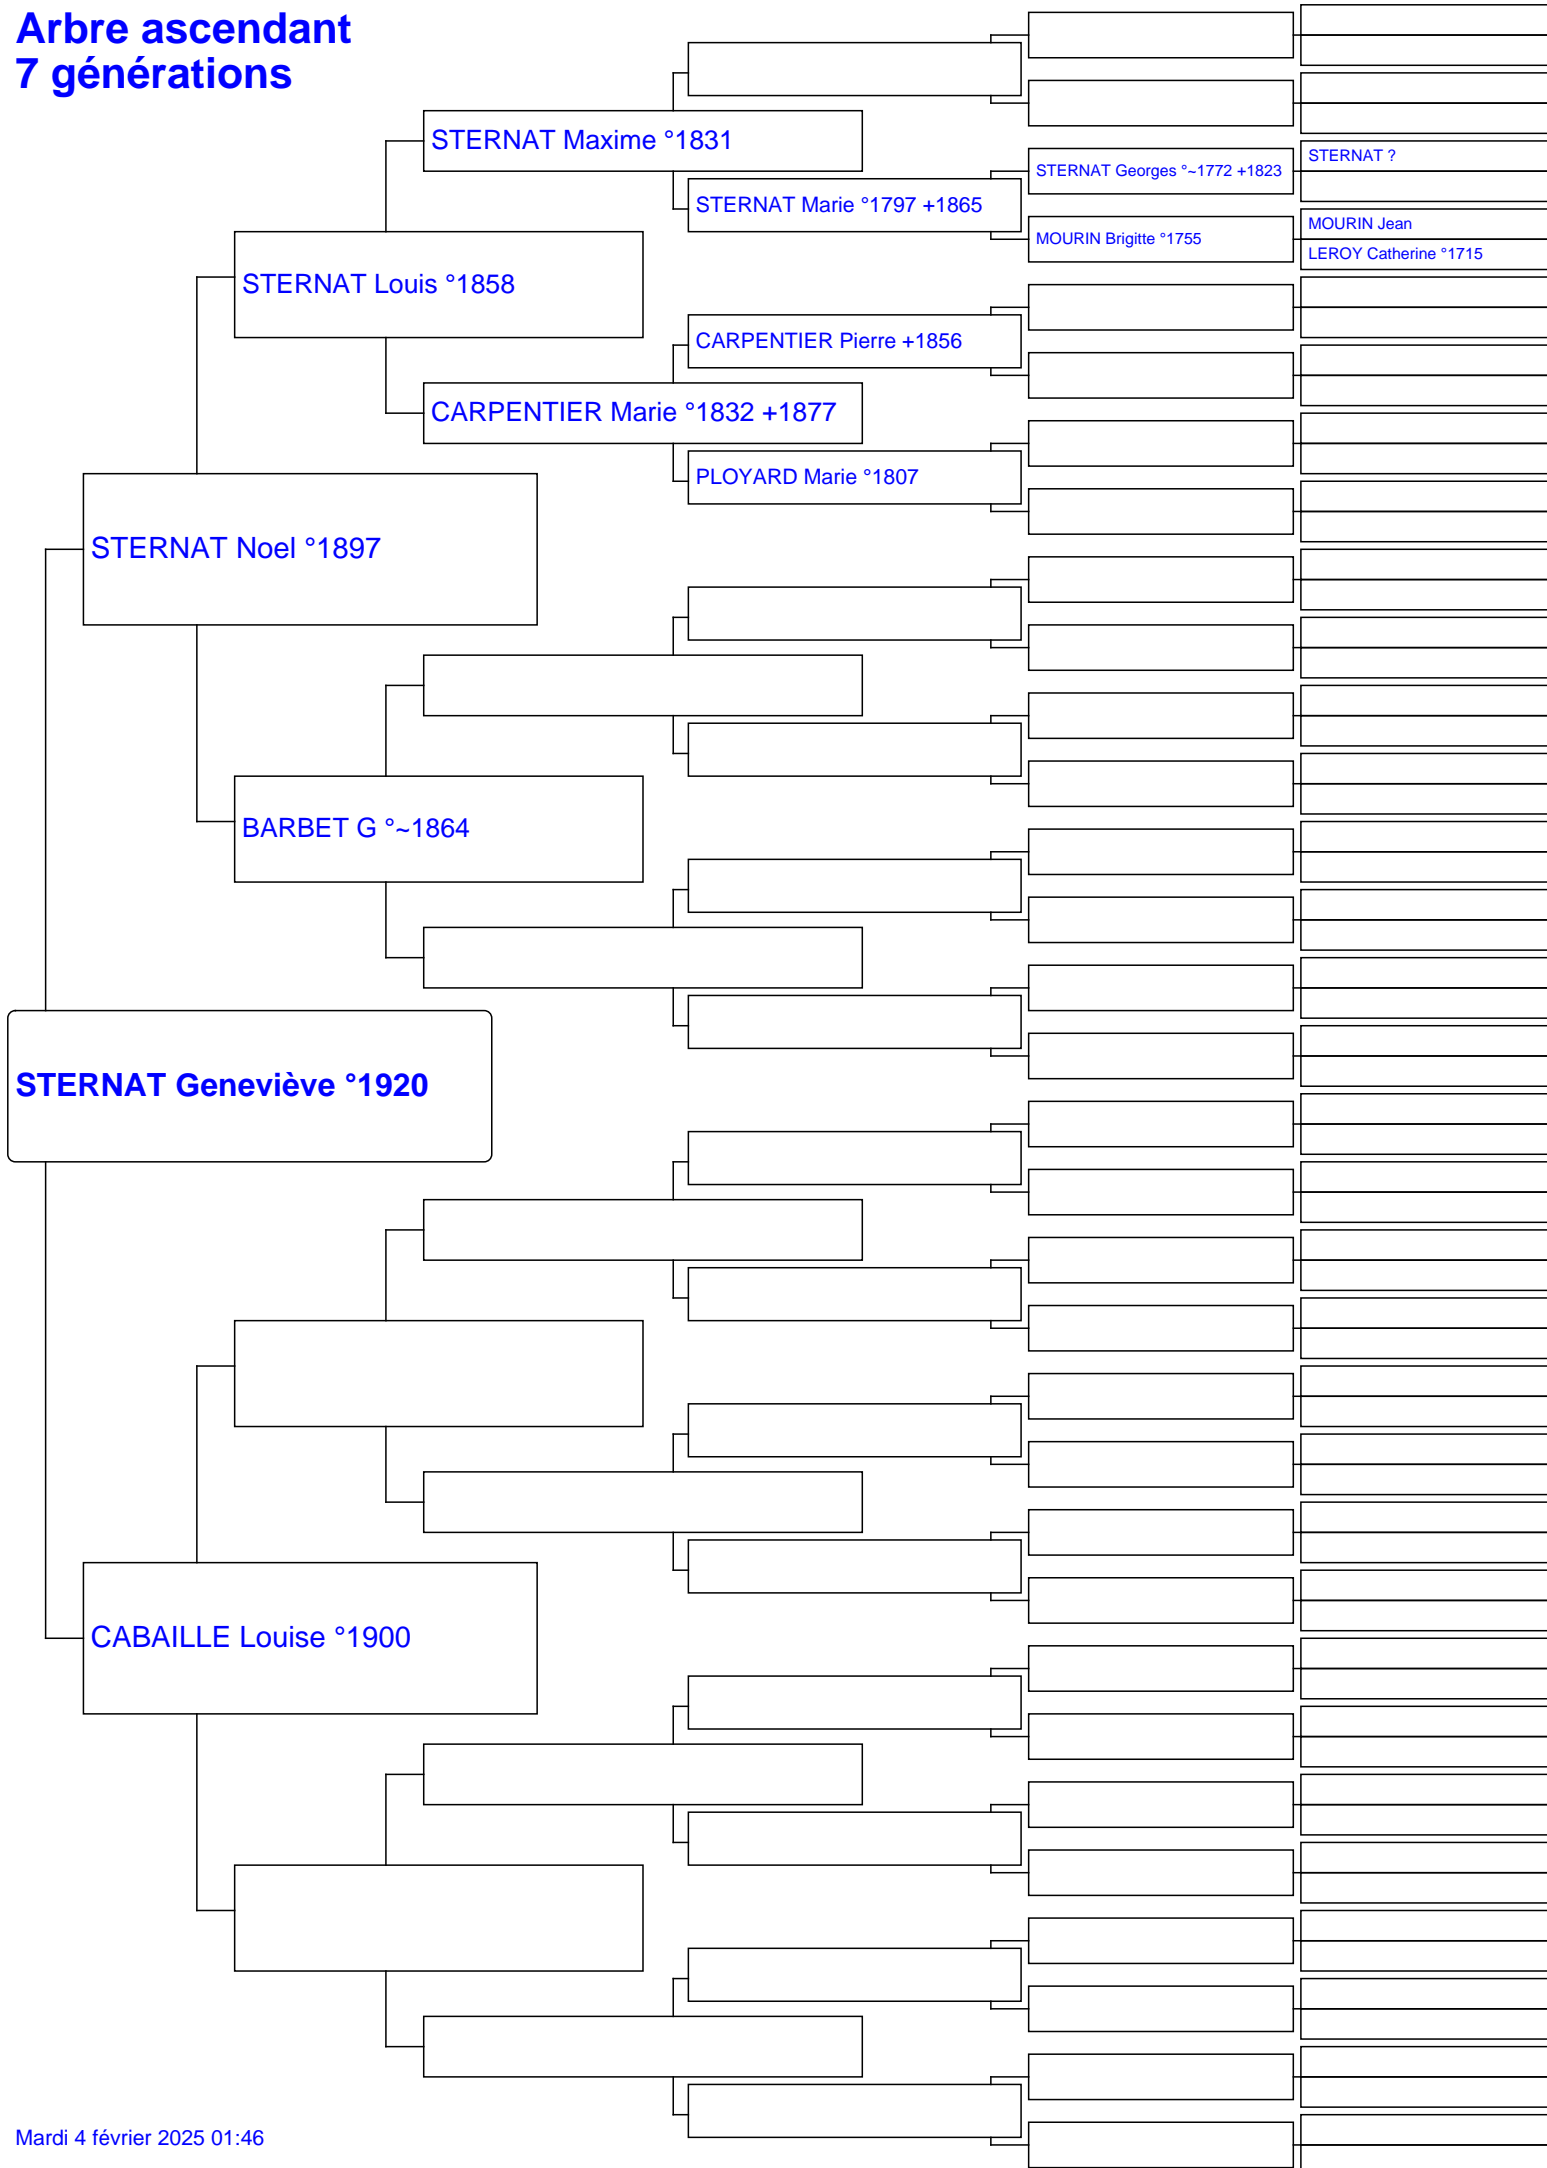 Arbre ascendant
7 générations
STERNAT Maxime °1831
STERNAT Georges °~1772 +1823
STERNAT ?
STERNAT Marie °1797 +1865
MOURIN Brigitte °1755
MOURIN Jean
LEROY Catherine °1715
STERNAT Louis °1858
CARPENTIER Pierre +1856
CARPENTIER Marie °1832 +1877
PLOYARD Marie °1807
STERNAT Noel °1897
BARBET G °~1864
STERNAT Geneviève °1920
CABAILLE Louise °1900
Mardi 4 février 2025 01:46